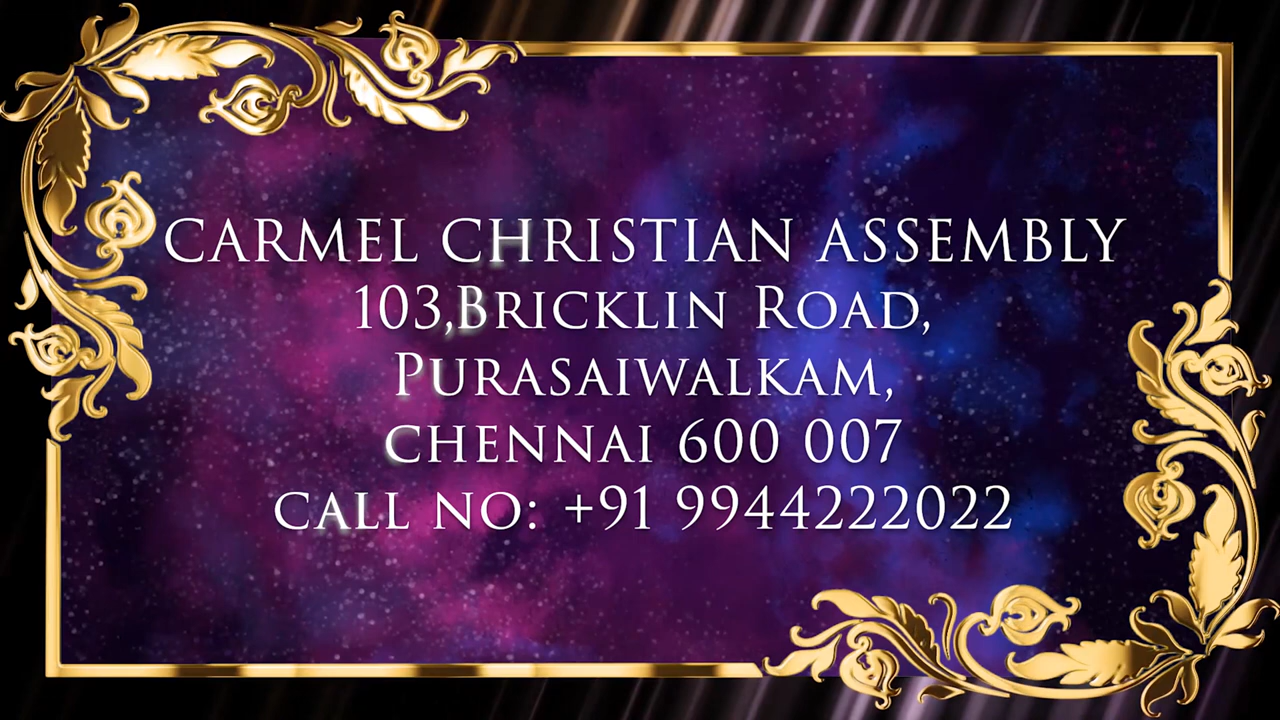 CARMEL CHRISTIAN ASSEMBLY
103,BRICKLIN ROAD,
PURASAIWALKAM,
CHENNAI 600 007
CALL NO: +91 9944222022